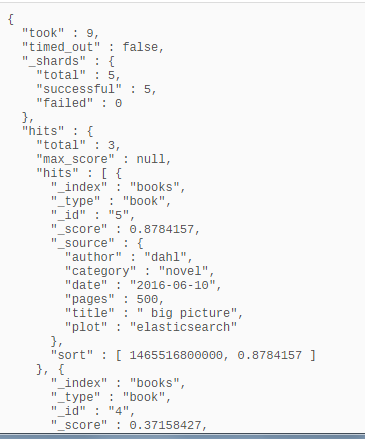 {
  "took" : 9,
  "timed_out" : false,
  "_shards" : {
    "total" : 5,
    "successful" : 5,
    "failed" : 0
  },
  "hits" : {
    "total" : 3,
    "max_score" : null,
    "hits" : [ {
      "_index" : "books",
      "_type" : "book",
      "_id" : "5",
      "_score" : 0.8784157,
      "_source" : {
        "author" : "dahl",
        "category" : "novel",
        "date" : "2016-06-10",
        "pages" : 500,
        "title" : " big picture",
        "plot" : "elasticsearch"
      },
      "sort" : [ 1465516800000, 0.8784157 ]
    }, {
      "_index" : "books",
      "_type" : "book",
      "_id" : "4",
      "_score" : 0.37158427,